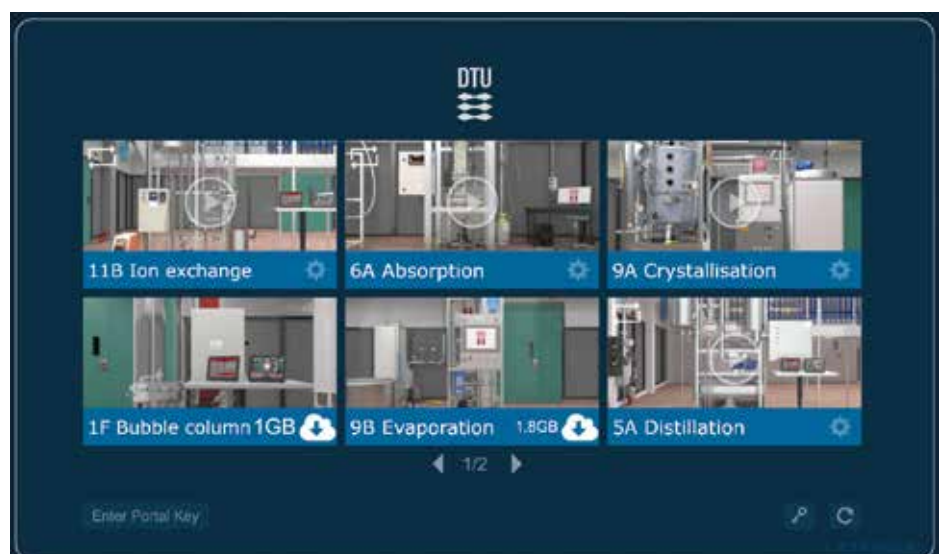 DTU
11B Ion exchange
6A Absorption
9A Crystallisation
1F Bubble column 1GB
9B Evaporation 1.8GB
5A Distillation
1/2
Enter Portal Key